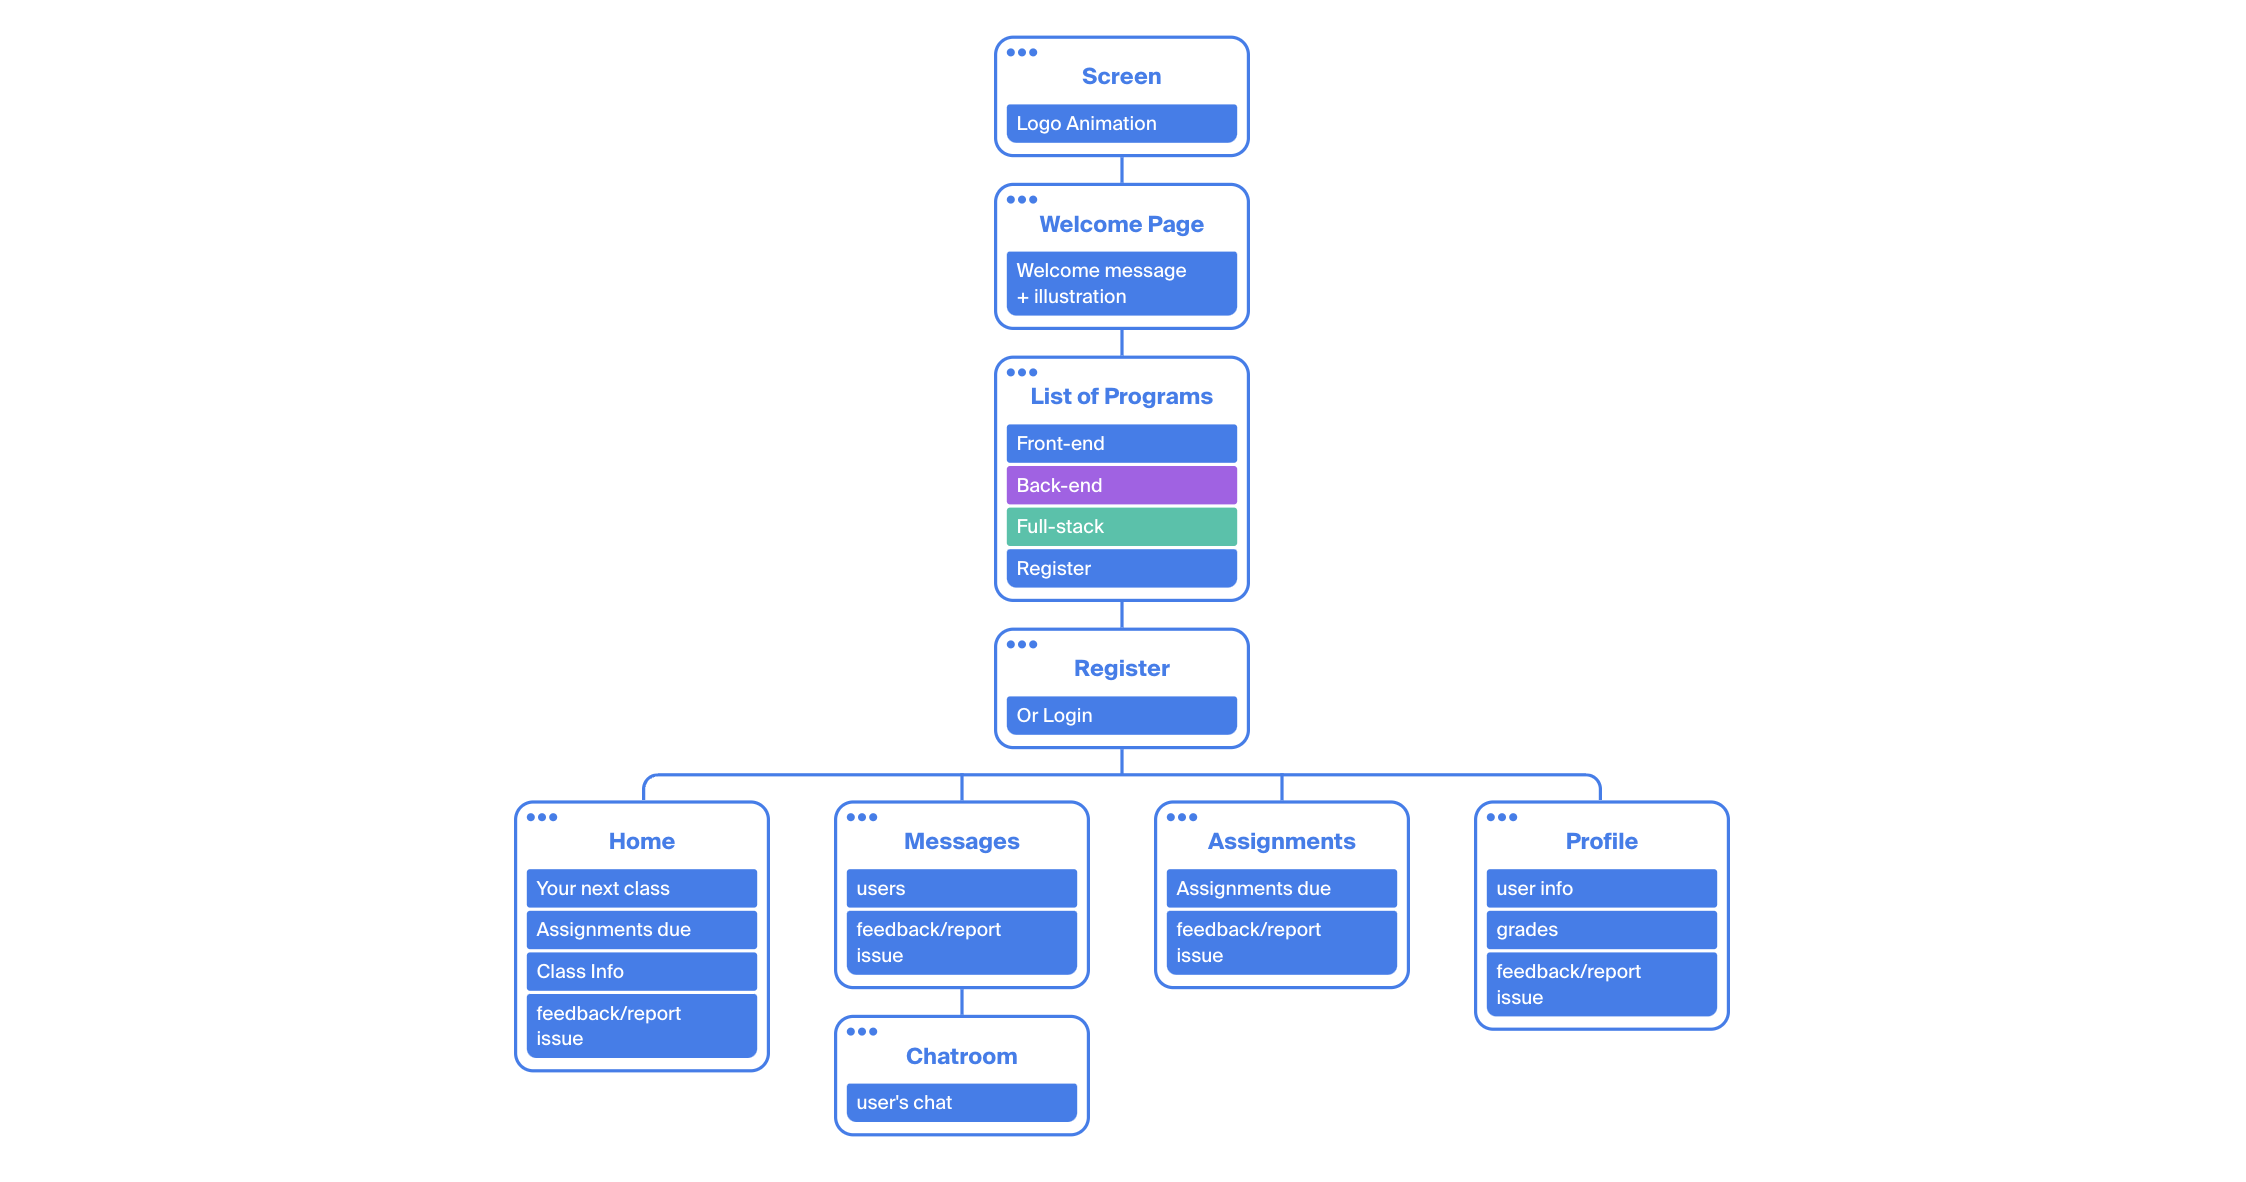 Screen
Logo Animation
Welcome Page
Welcome message
+ illustration
List of Programs
Front-end
Back-end
Full-stack
Register
Register
Or Login
Home
Your next class
Assignments due
Class Info
feedback/report
issue
Messages
users
feedback/report
issue
Chatroom
user's chat
Assignments
Assignments due
feedback/report
issue
Profile
user info
grades
feedback/report
issue